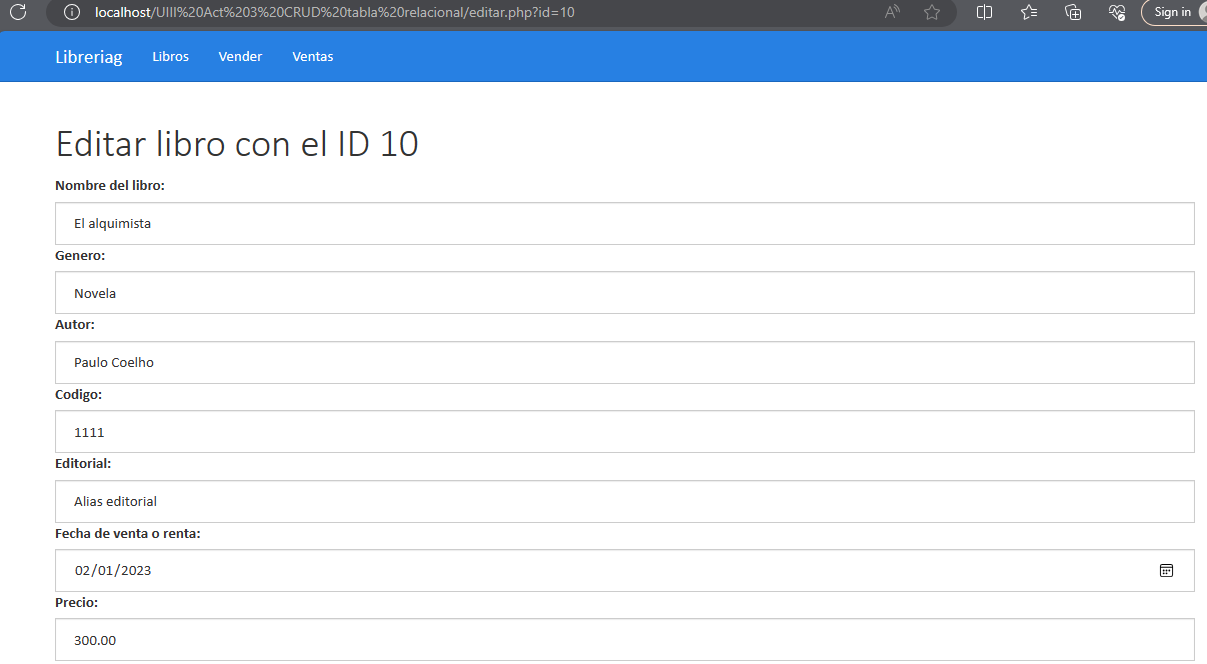 localhost/UIII%20Act%203%20CRUD%20tabla%20relacional/editar.php?id=10
Sign in
Libreriag Libros Vender Ventas
Editar libro con el ID 10
Nombre del libro:
El alquimista
Genero:
Novela
Autor:
Paulo Coelho
Codigo:
1111
Editorial:
Alias editorial
Fecha de venta o renta:
02/01/2023
Precio:
300.00